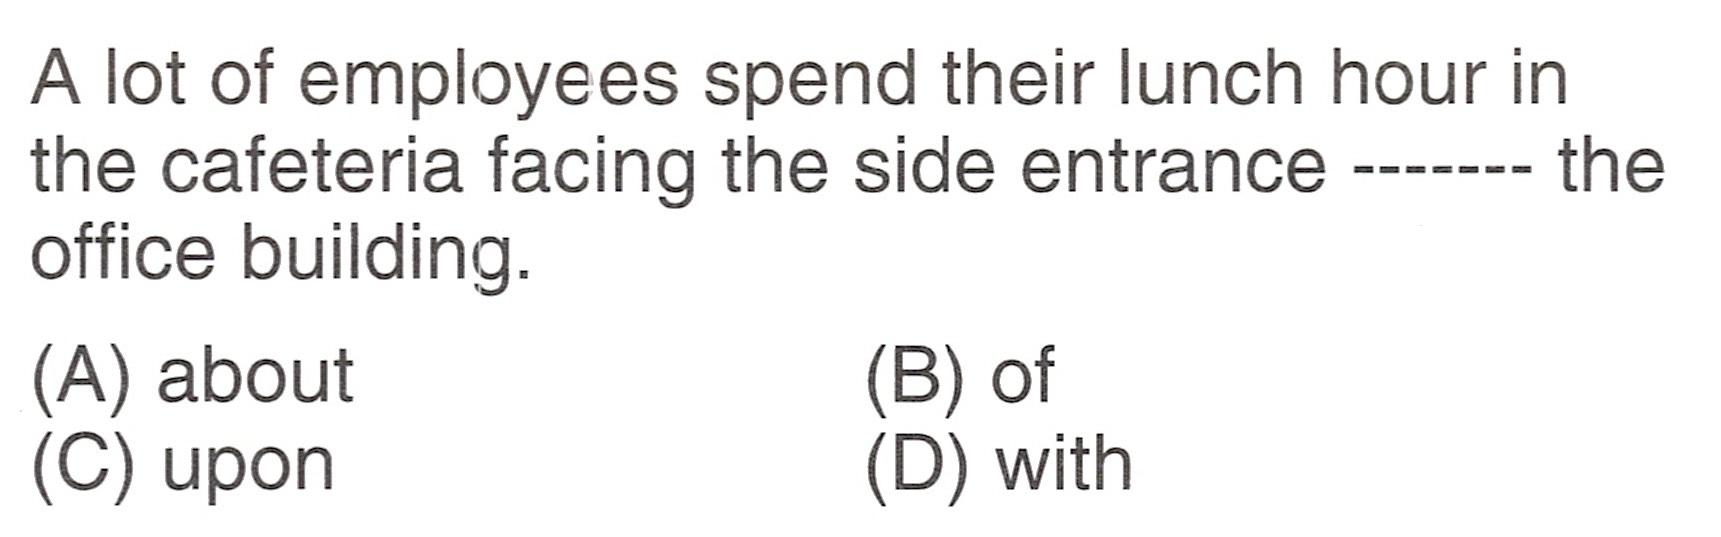 A lot of employees spend their lunch hour in
the cafeteria facing the side entrance ------- the
office building.
(A) about (B) of
(C) upon (D) with